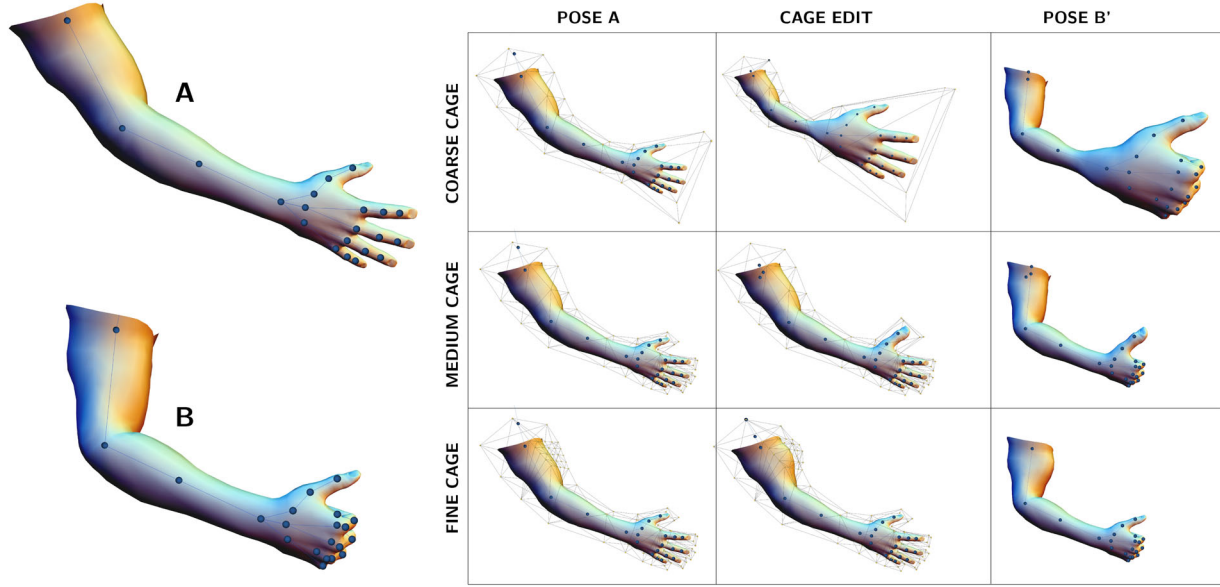 A
B
POSE A
CAGE EDIT
POSE B'
COARSE CAGE
MEDIUM CAGE
FINE CAGE